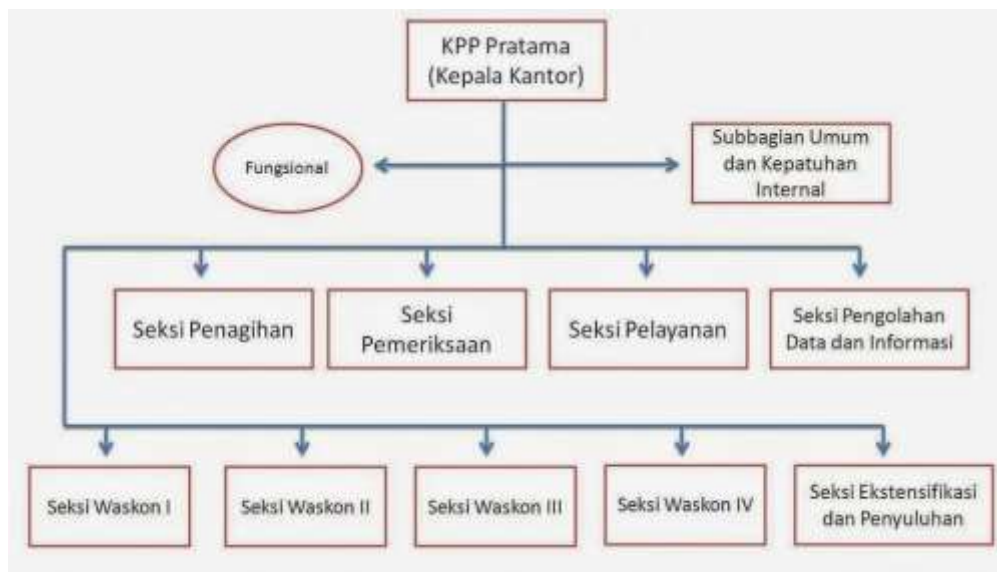 KPP Pratama
(Kepala Kantor)
Fungsional
Subbagian Umum
dan Kepatuhan
Internal
Seksi Penagihan
Seksi
Pemeriksaan
Seksi Pelayanan
Seksi Pengolahan
Data dan Informasi
Seksi Waskon I
Seksi Waskon II
Seksi Waskon III
Seksi Waskon IV
Seksi Ekstensifikasi
dan Penyuluhan